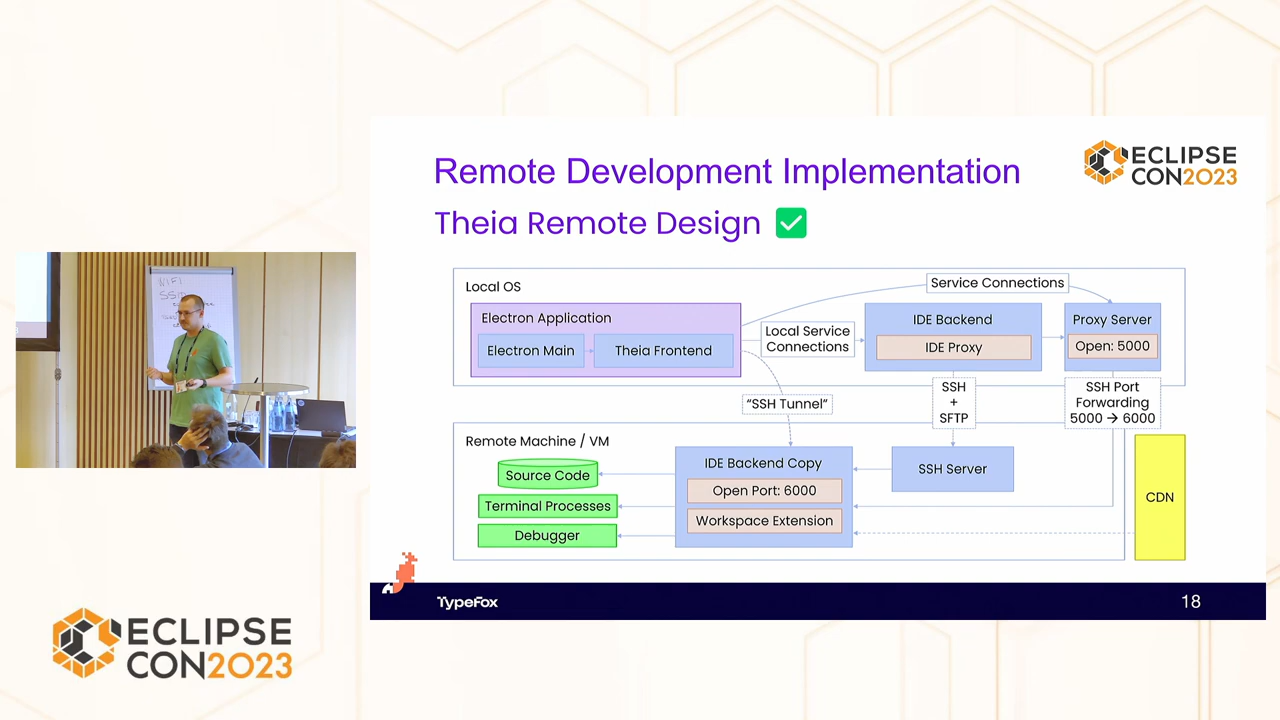 Remote Development Implementation
ECLIPSE
CON2023
Theia Remote Design
Local OS
Service Connections
Electron Application
Electron Main
Theia Frontend
Local Service
Connections
IDE Backend
IDE Proxy
Proxy Server
Open: 5000
"SSH Tunnel"
SSH
+
SFTP
SSH Port
Forwarding
5000 → 6000
Remote Machine / VM
Source Code
Terminal Processes
Debugger
IDE Backend Copy
Open Port: 6000
Workspace Extension
SSH Server
CDN
TypeFox
18
WIFI
ECLIPSE
CON2023